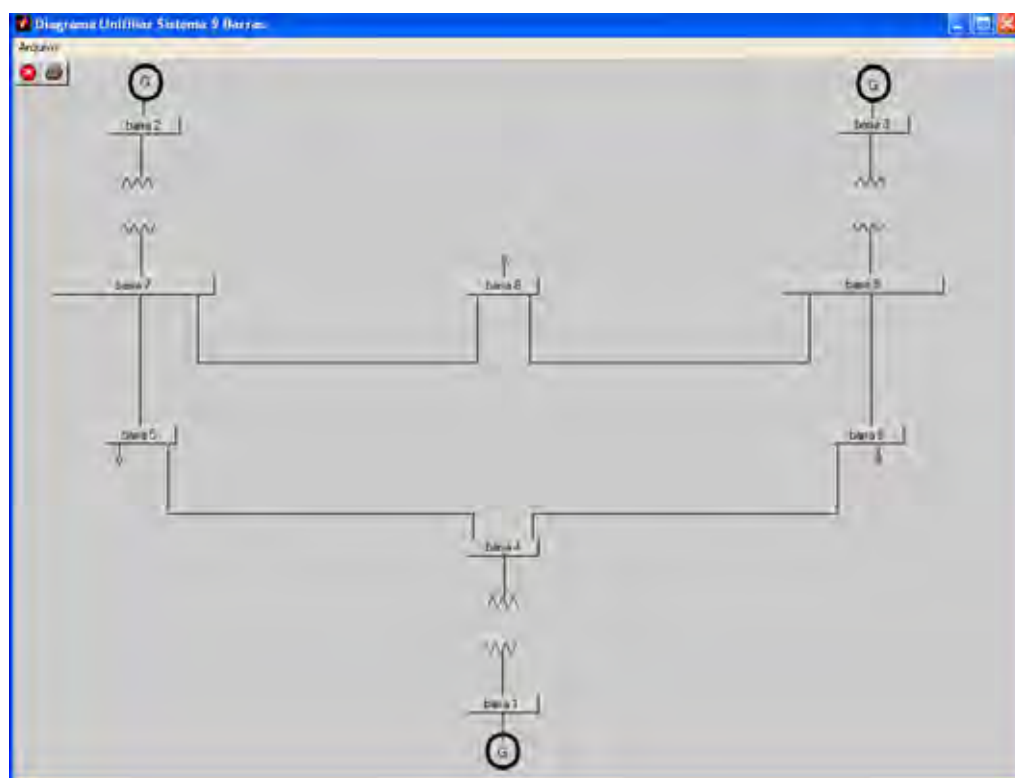 Diagrama Unifilar Sistema 9 Barras
Arquivo
G
G
barra 2
barra 3
barra 7
barra 8
barra 9
barra 5
barra 6
barra 4
barra 1
G